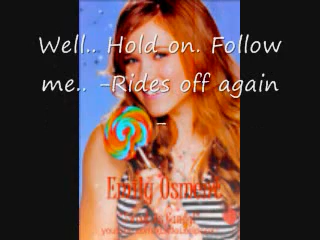 Well.. Hold on. Follow
me.. -Rides off again
-
Emily Osment